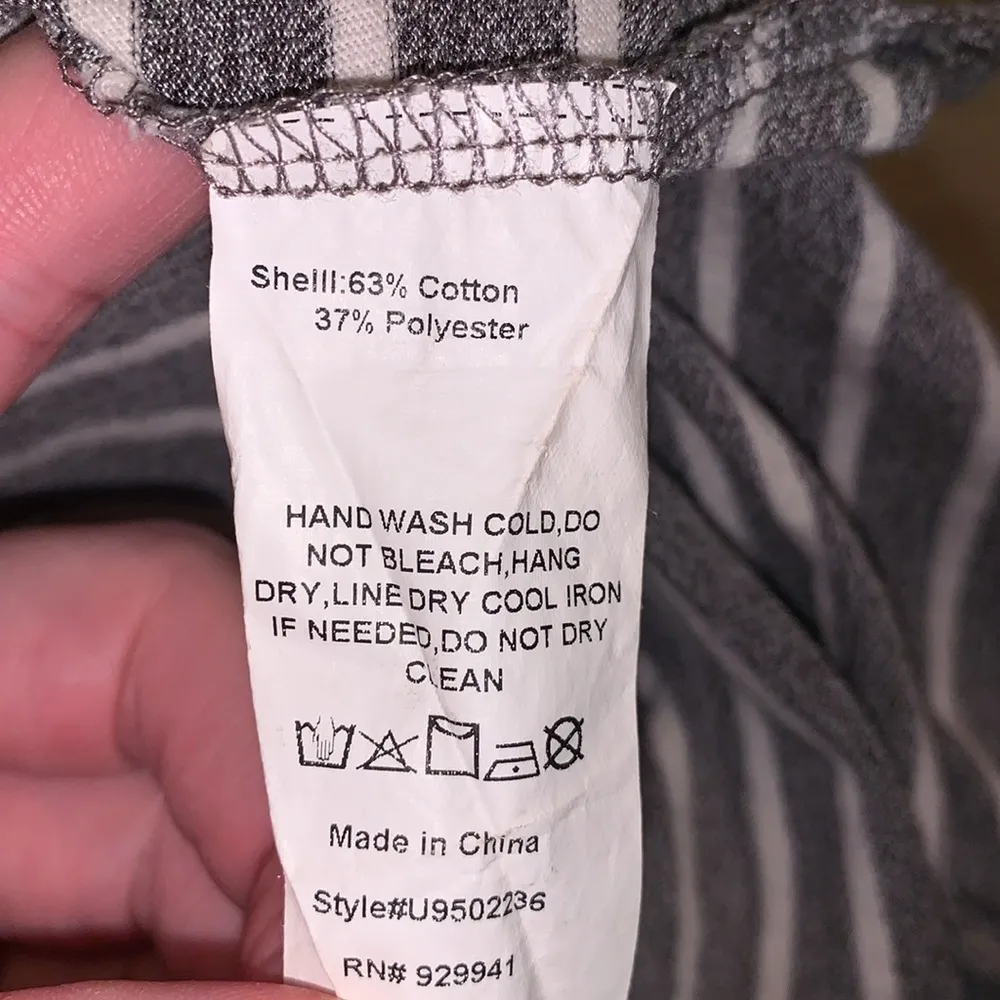 Shelll:63% Cotton
37% Polyester
HAND WASH COLD,DO
NOT BLEACH,HANG
DRY,LINE DRY COOL IRON
IF NEEDED,DO NOT DRY
CLEAN
Made in China
Style#U9502236
RN# 929941